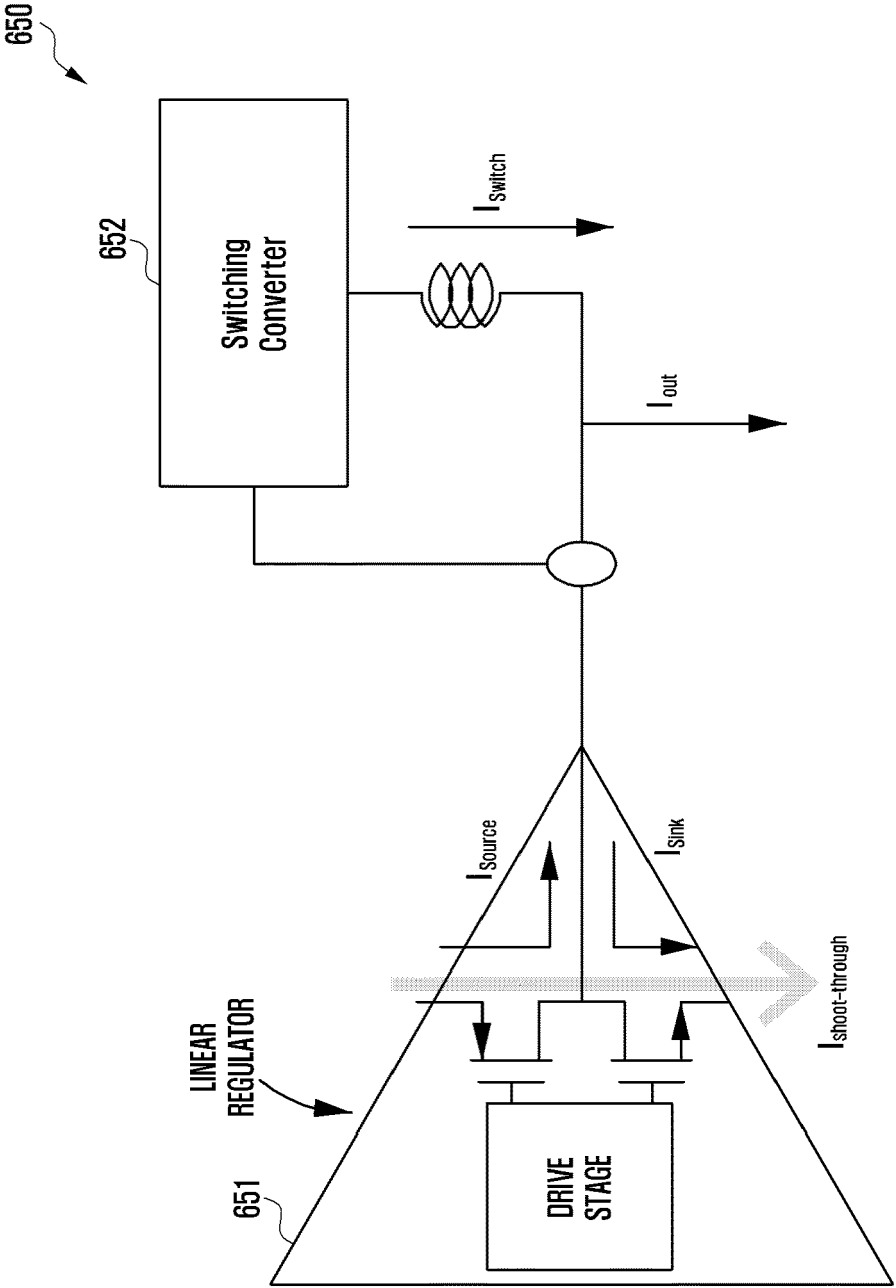 650
652
Switching
Converter
ISwitch
Iout
651
LINEAR
REGULATOR
ISource
ISink
Ishoot-through
DRIVE
STAGE